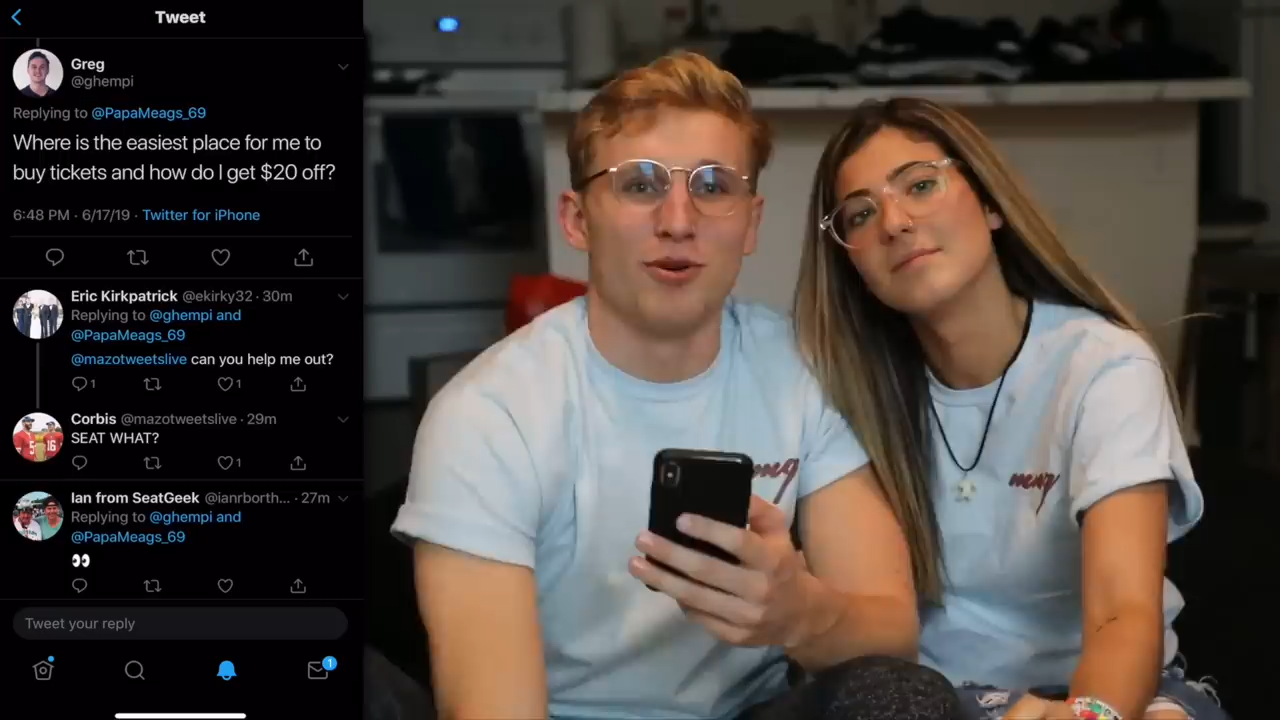 Tweet
Greg
@ghempi
Replying to @PapaMeags_69
Where is the easiest place for me to
buy tickets and how do I get $20 off?
6:48 PM · 6/17/19 · Twitter for iPhone
Eric Kirkpatrick @ekirky32 · 30m
Replying to @ghempi and
@PapaMeags_69
@mazotweetslive can you help me out?
1 1
Corbis @mazotweetslive · 29m
SEAT WHAT?
1
Ian from SeatGeek @ianrborth... · 27m
Replying to @ghempi and
@PapaMeags_69
👀
Tweet your reply
1